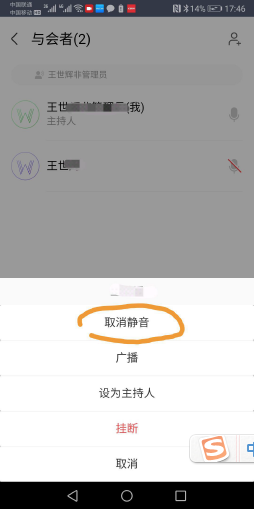 中国联通
中国移动 HD
14% 17:46
与会者(2)
王世辉非管理员
王世(我)
主持人
王世
取消静音
广播
设为主持人
挂断
取消
S 中